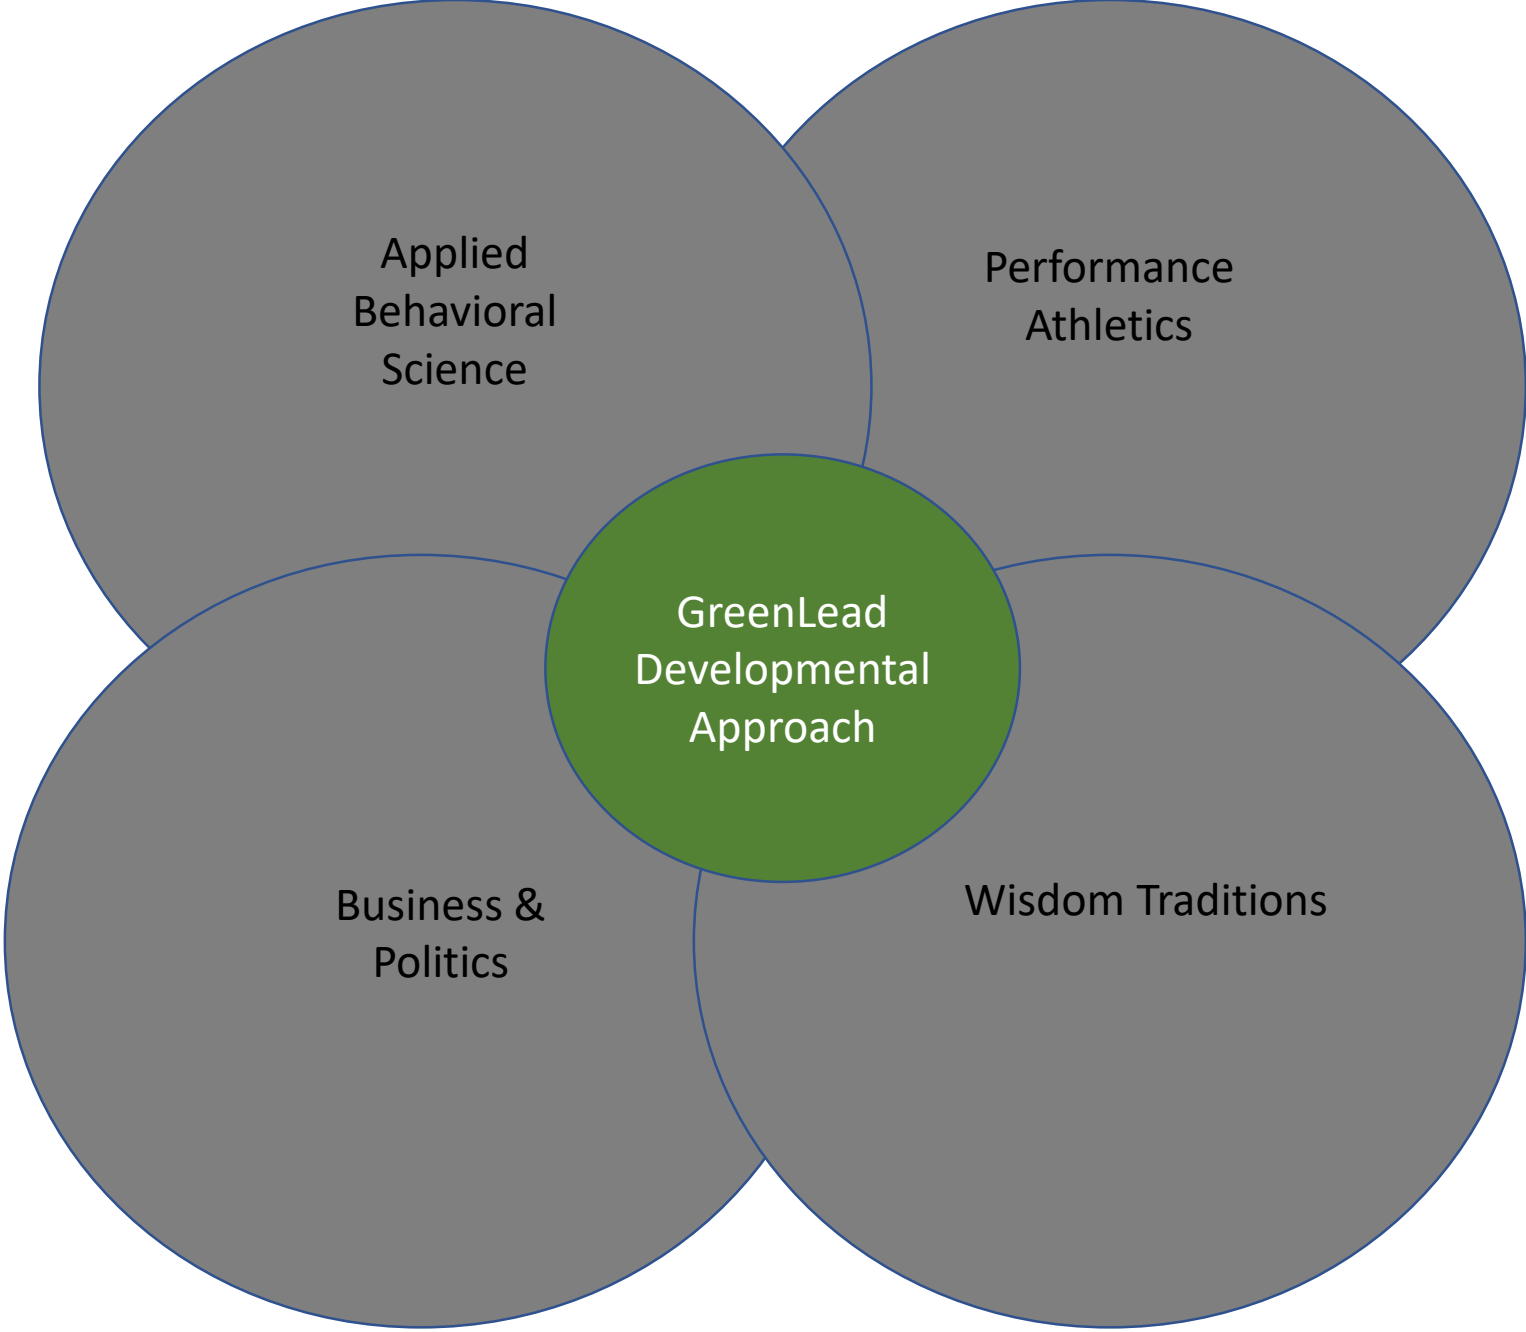 Applied
Behavioral
Science
Performance
Athletics
GreenLead
Developmental
Approach
Business &
Politics
Wisdom Traditions